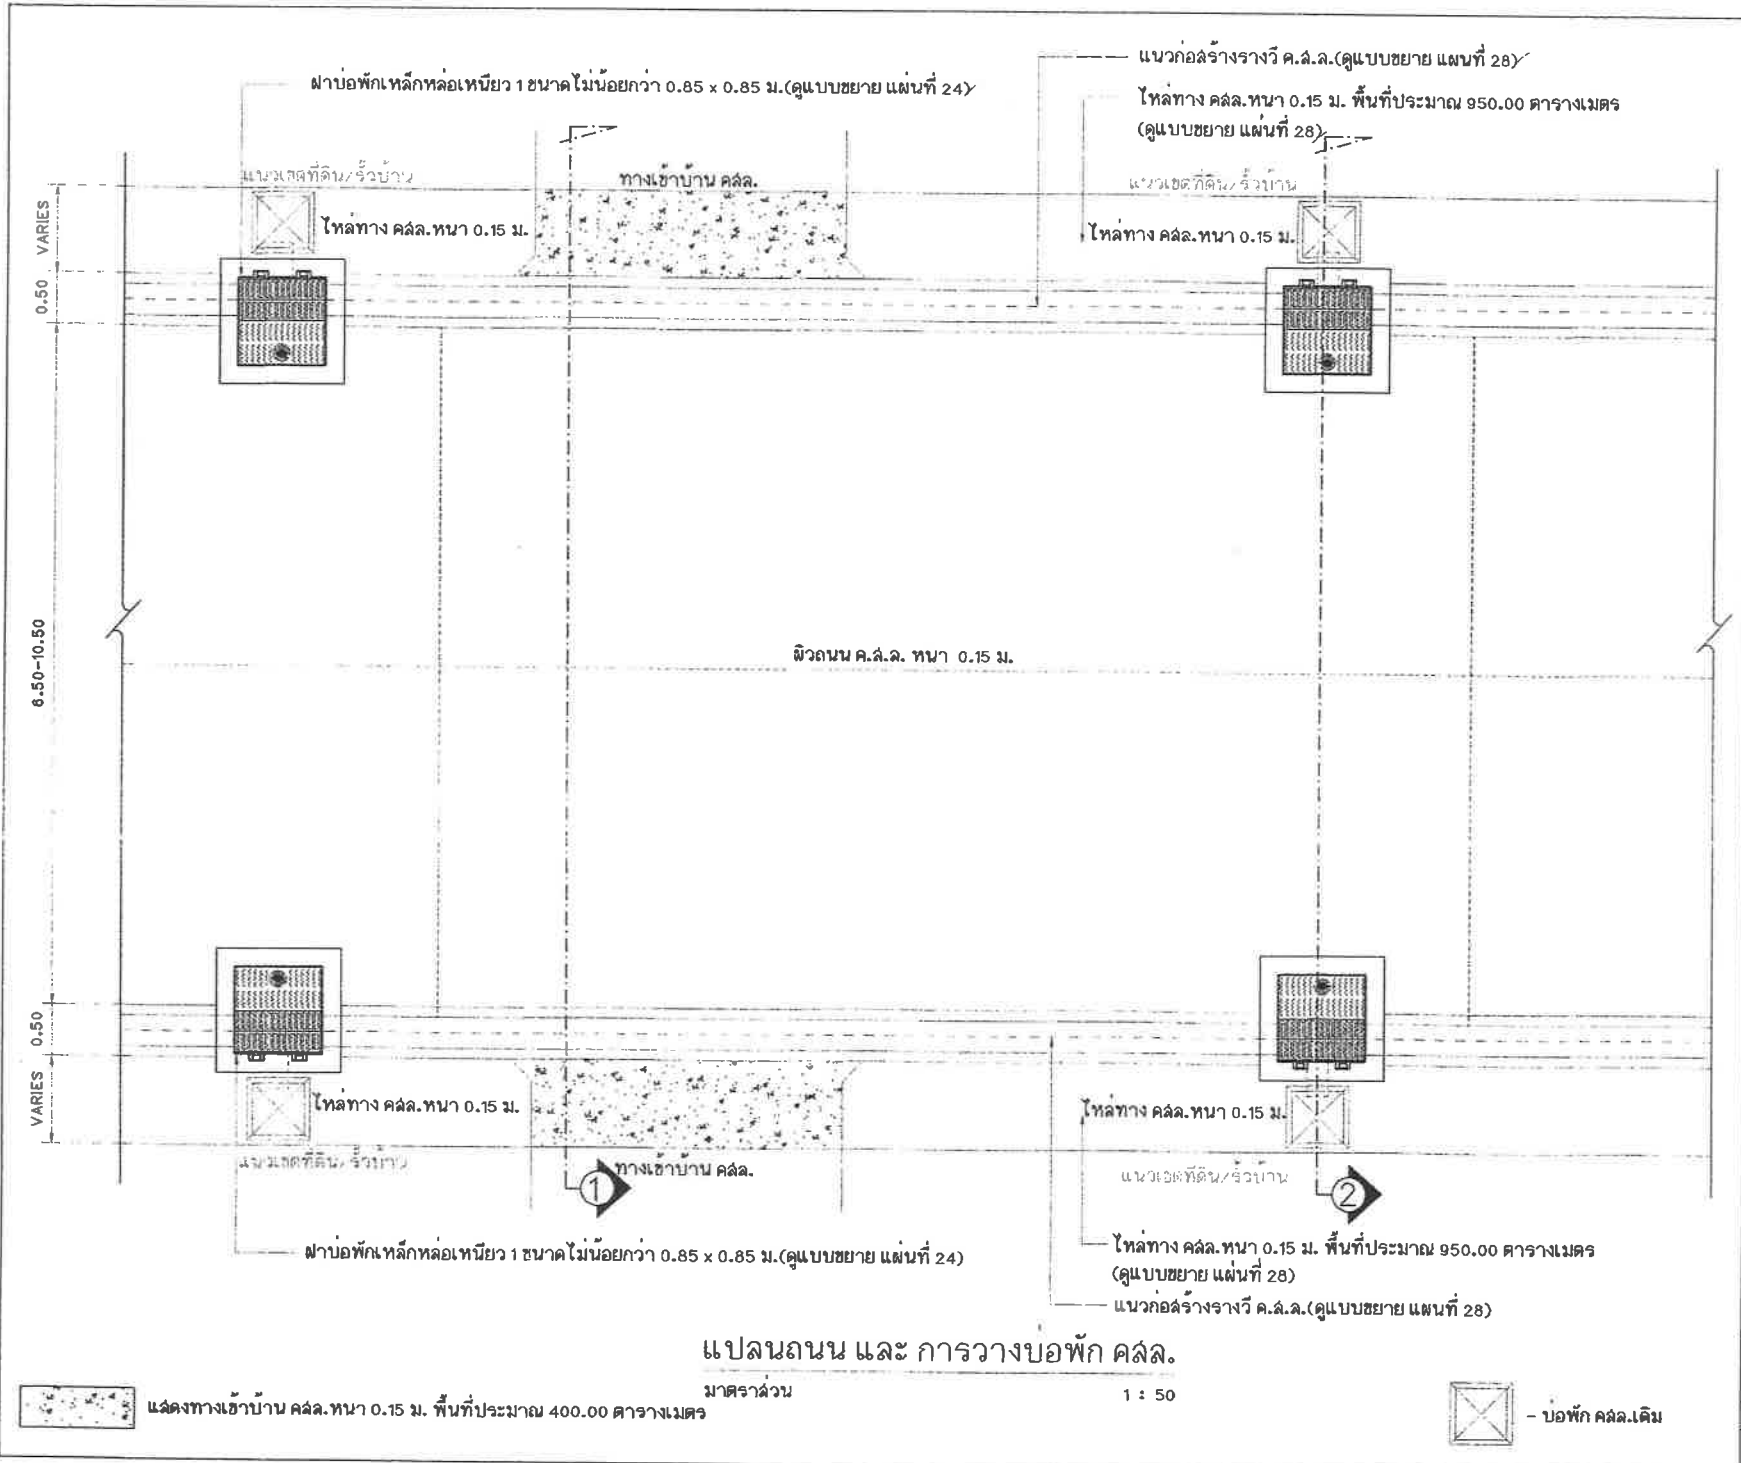 แนวก่อสร้างรางวี ค.ส.ล.(ดูแบบขยาย แผนที่ 28)
ฝาบ่อพักเหล็กหล่อเหนียว 1 ขนาดไม่น้อยกว่า 0.85 x 0.85 ม.(ดูแบบขยาย แผ่นที่ 24)
ไหล่ทาง คสล.หนา 0.15 ม. พื้นที่ประมาณ 950.00 ตารางเมตร
(ดูแบบขยาย แผ่นที่ 28)
แนวเขตที่ดิน/รั้วบ้าน
ทางเข้าบ้าน คสล.
แนวเขตที่ดิน/รั้วบ้าน
VARIES
ไหล่ทาง คสล.หนา 0.15 ม.
ไหล่ทาง คสล.หนา 0.15 ม.
0.50
8.50-10.50
ผิวถนน ค.ส.ล. หนา 0.15 ม.
0.50
VARIES
ไหล่ทาง คสล.หนา 0.15 ม.
ไหล่ทาง คสล.หนา 0.15 ม.
แนวเขตที่ดิน/รั้วบ้าน
ทางเข้าบ้าน คสล.
แนวเขตที่ดิน/รั้วบ้าน
1
2
ฝาบ่อพักเหล็กหล่อเหนียว 1 ขนาดไม่น้อยกว่า 0.85 x 0.85 ม.(ดูแบบขยาย แผ่นที่ 24)
ไหล่ทาง คสล.หนา 0.15 ม. พื้นที่ประมาณ 950.00 ตารางเมตร
(ดูแบบขยาย แผ่นที่ 28)
แนวก่อสร้างรางวี ค.ส.ล.(ดูแบบขยาย แผนที่ 28)
แปลนถนน และ การวางบ่อพัก คสล.
มาตราส่วน 1 : 50
แสดงทางเข้าบ้าน คสล.หนา 0.15 ม. พื้นที่ประมาณ 400.00 ตารางเมตร
- บ่อพัก คสล.เดิม